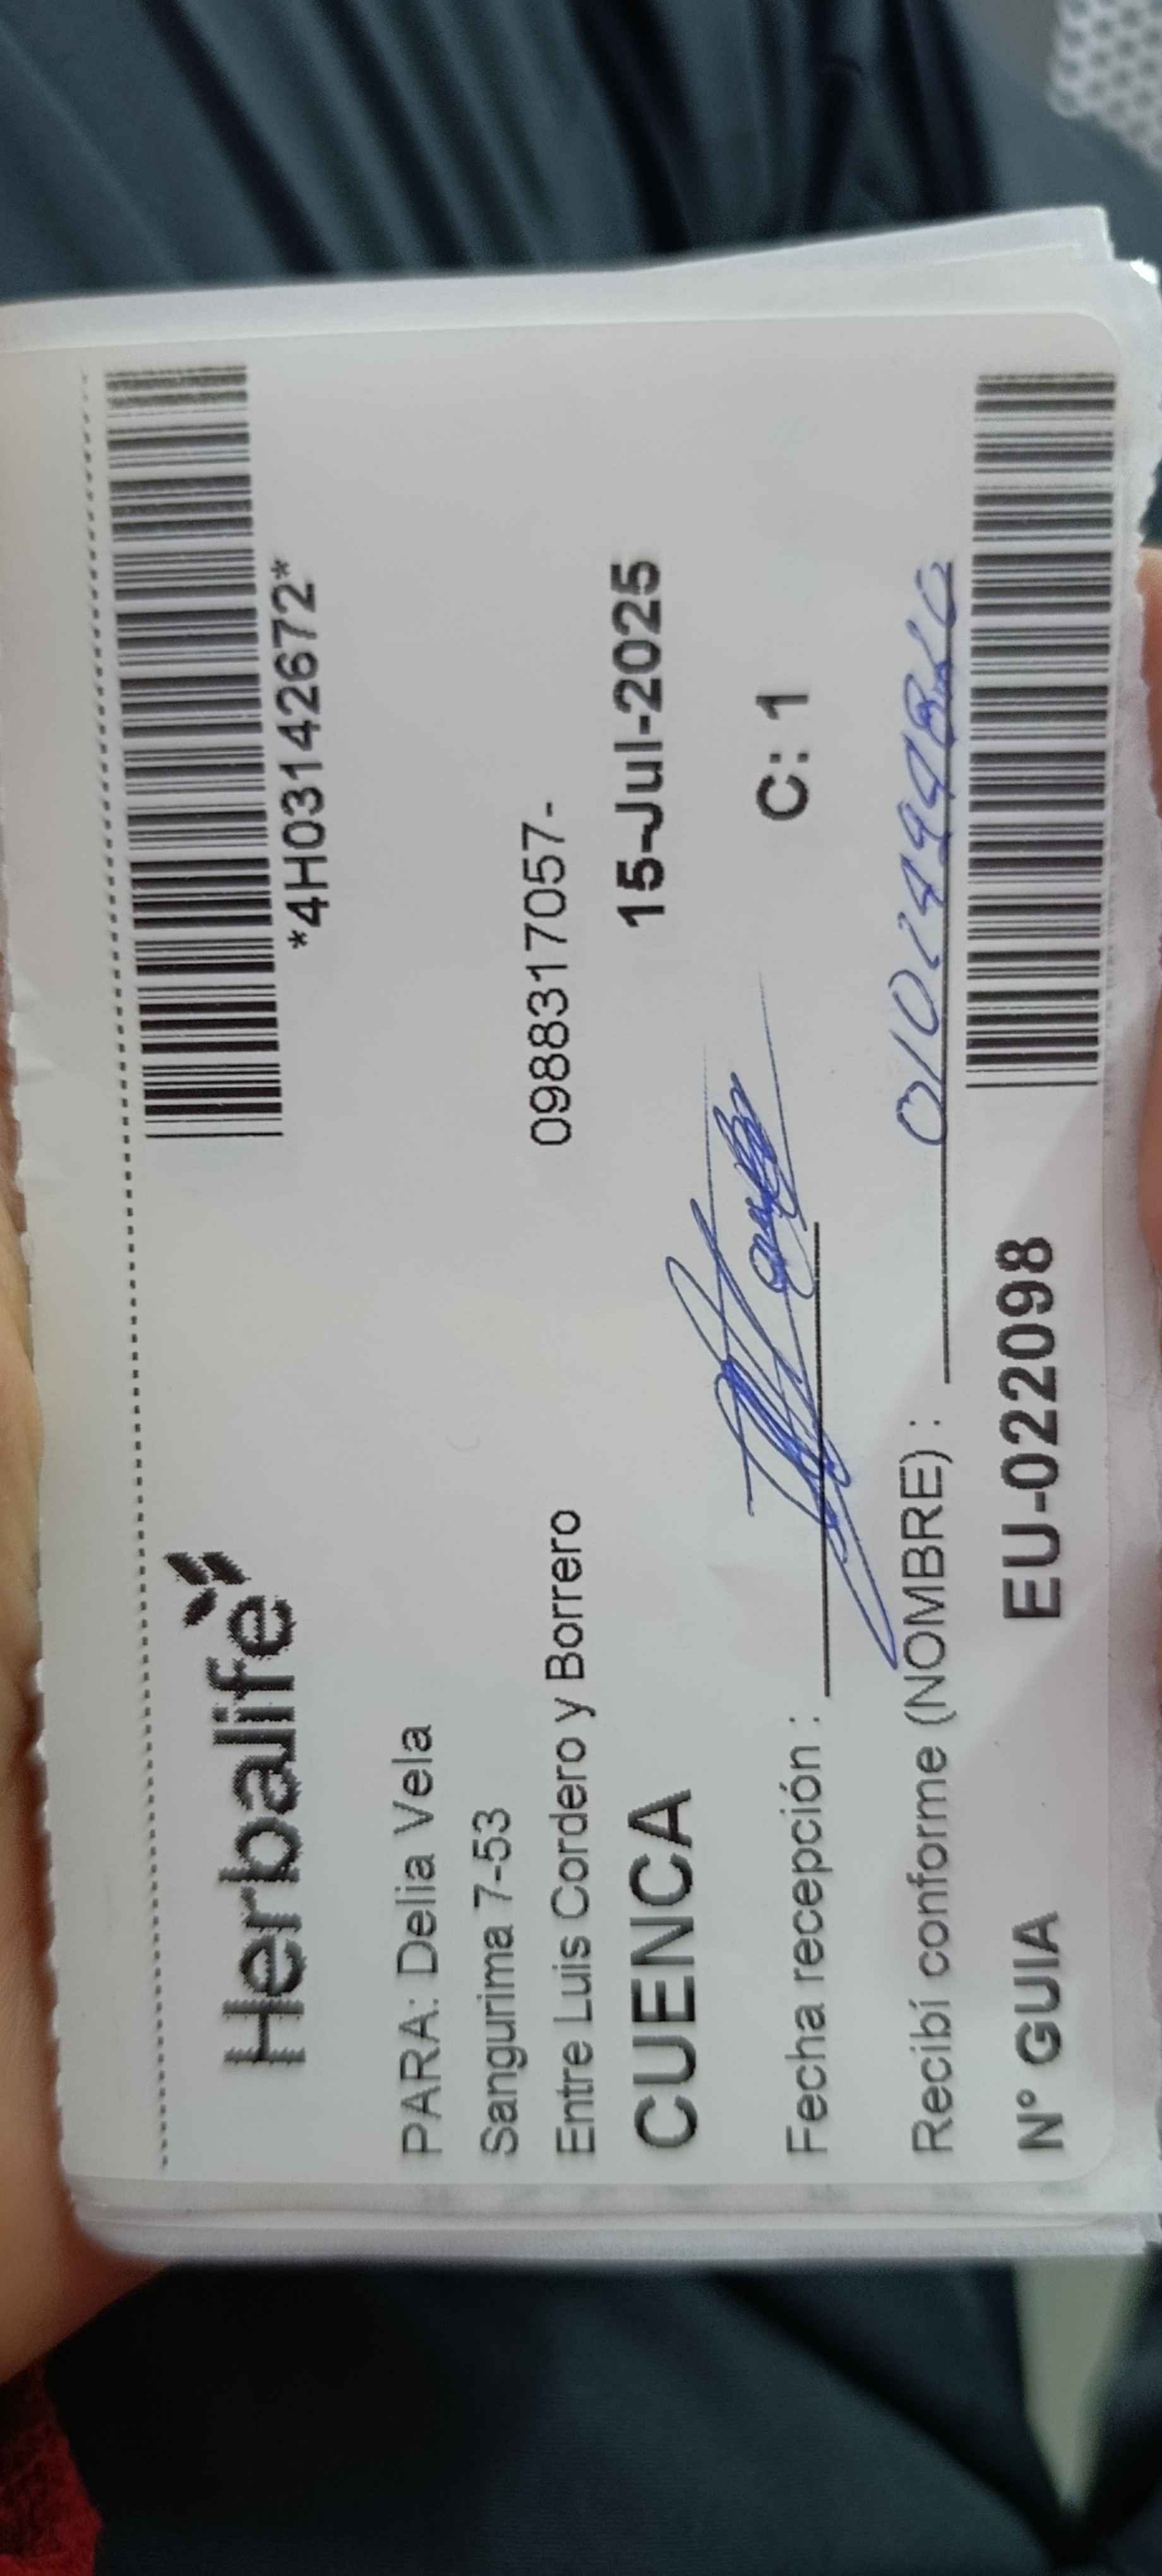 Herbalife
*4H03142672*
PARA: Delia Vela
Sangurima 7-53
Entre Luis Cordero y Borrero
0988317057-
CUENCA
15-Jul-2025
Fecha recepción :
C: 1
Recibí conforme (NOMBRE) :
N° GUIA
EU-022098